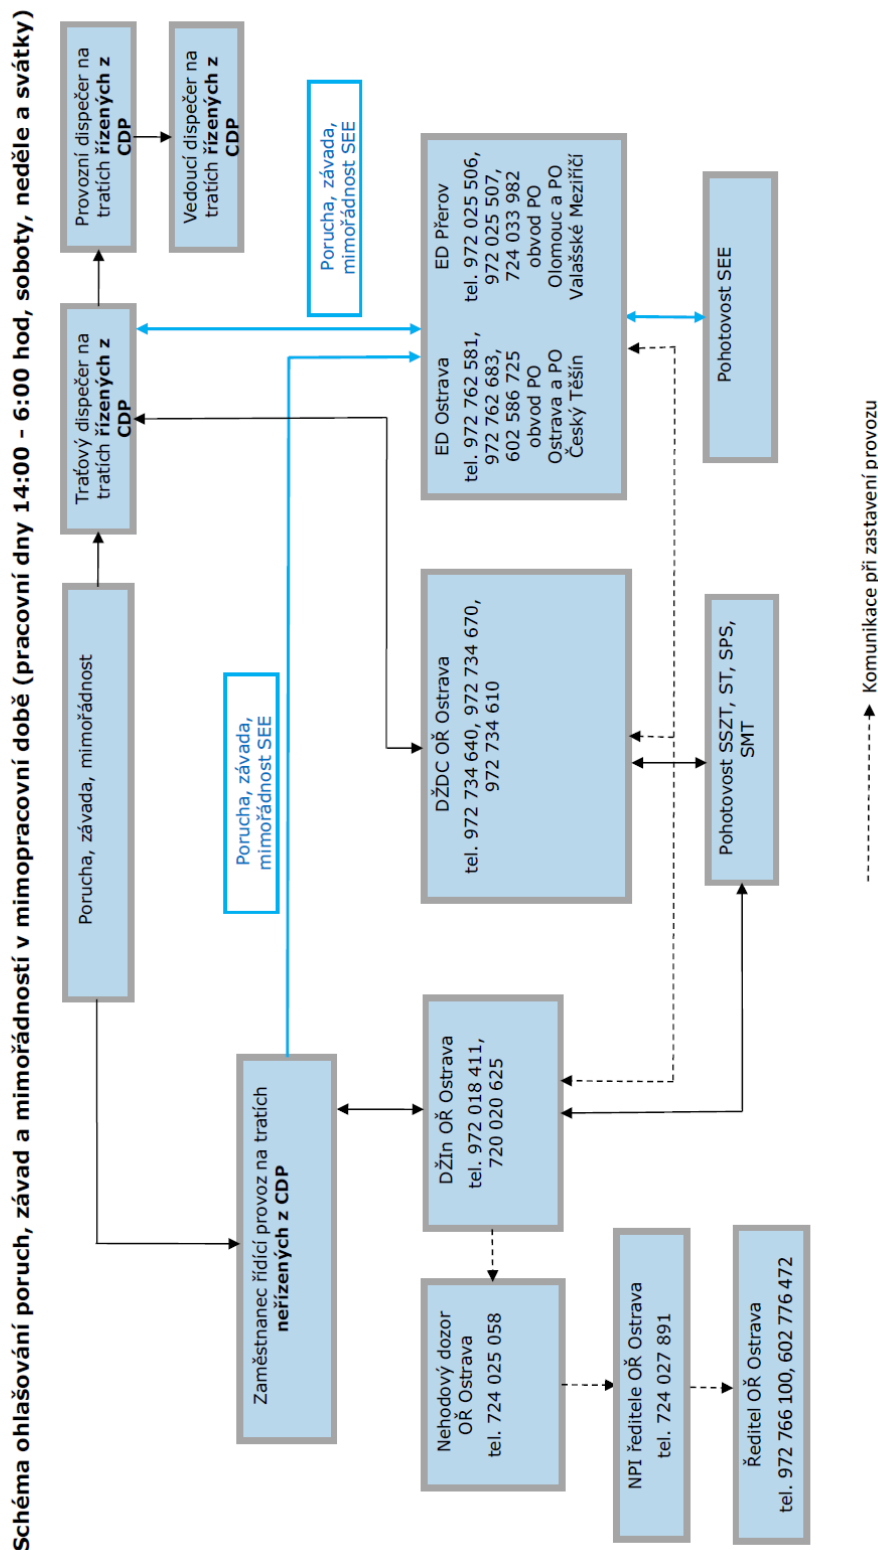 Schéma ohlašování poruch, závad a mimořádností v mimopracovní době (pracovní dny 14:00 - 6:00 hod, soboty, neděle a svátky)
Porucha, závada, mimořádnost
Traťový dispečer na
tratích řízených z
CDP
Provozní dispečer na
tratích řízených z
CDP
Vedoucí dispečer na
tratích řízených z
CDP
Zaměstnanec řídící provoz na tratích
neřízených z CDP
Porucha, závada,
mimořádnost SEE
Porucha, závada,
mimořádnost SEE
Nehodový dozor
OŘ Ostrava
tel. 724 025 058
DŽIn OŘ Ostrava
tel. 972 018 411,
720 020 625
DŽDC OŘ Ostrava
tel. 972 734 640, 972 734 670,
972 734 610
ED Ostrava
tel. 972 762 581,
972 762 683,
602 586 725
obvod PO
Ostrava a PO
Český Těšín
ED Přerov
tel. 972 025 506,
972 025 507,
724 033 982
obvod PO
Olomouc a PO
Valašské Meziříčí
NPI ředitele OŘ Ostrava
tel. 724 027 891
Ředitel OŘ Ostrava
tel. 972 766 100, 602 776 472
Pohotovost SSZT, ST, SPS,
SMT
Pohotovost SEE
Komunikace při zastavení provozu